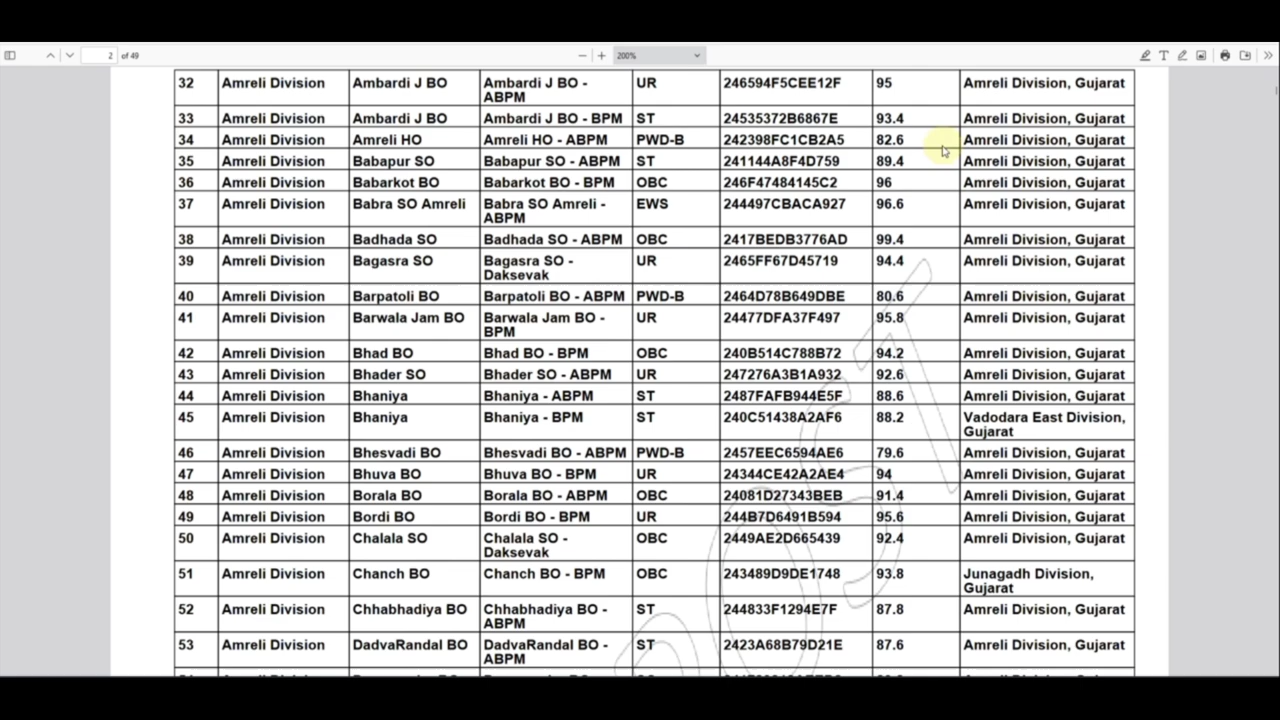 2 of 49 200%
32 Amreli Division Ambardi J BO Ambardi J BO - UR 246594F5CEE12F 95 Amreli Division, Gujarat
ABPM
33 Amreli Division Ambardi J BO Ambardi J BO - BPM ST 24535372B6867E 93.4 Amreli Division, Gujarat
34 Amreli Division Amreli HO Amreli HO - ABPM PWD-B 242398FC1CB2A5 82.6 Amreli Division, Gujarat
35 Amreli Division Babapur SO Babapur SO - ABPM ST 241144A8F4D759 89.4 Amreli Division, Gujarat
36 Amreli Division Babarkot BO Babarkot BO - BPM OBC 246F47484145C2 96 Amreli Division, Gujarat
37 Amreli Division Babra SO Amreli Babra SO Amreli - EWS 244497CBACA927 96.6 Amreli Division, Gujarat
ABPM
38 Amreli Division Badhada SO Badhada SO - ABPM OBC 2417BEDB3776AD 99.4 Amreli Division, Gujarat
39 Amreli Division Bagasra SO Bagasra SO - UR 2465FF67D45719 94.4 Amreli Division, Gujarat
Daksevak
40 Amreli Division Barpatoli BO Barpatoli BO - ABPM PWD-B 2464D78B649DBE 80.6 Amreli Division, Gujarat
41 Amreli Division Barwala Jam BO Barwala Jam BO - UR 24477DFA37F497 95.8 Amreli Division, Gujarat
BPM
42 Amreli Division Bhad BO Bhad BO - BPM OBC 240B514C788B72 94.2 Amreli Division, Gujarat
43 Amreli Division Bhader SO Bhader SO - ABPM UR 247276A3B1A932 92.6 Amreli Division, Gujarat
44 Amreli Division Bhaniya Bhaniya - ABPM ST 2487FAFB944E5F 88.6 Amreli Division, Gujarat
45 Amreli Division Bhaniya Bhaniya - BPM ST 240C51438A2AF6 88.2 Vadodara East Division,
Gujarat
46 Amreli Division Bhesvadi BO Bhesvadi BO - ABPM PWD-B 2457EEC6594AE6 79.6 Amreli Division, Gujarat
47 Amreli Division Bhuva BO Bhuva BO - BPM UR 24344CE42A2AE4 94 Amreli Division, Gujarat
48 Amreli Division Borala BO Borala BO - ABPM OBC 24081D27343BEB 91.4 Amreli Division, Gujarat
49 Amreli Division Bordi BO Bordi BO - BPM UR 244B7D6491B594 95.6 Amreli Division, Gujarat
50 Amreli Division Chalala SO Chalala SO - OBC 2449AE2D665439 92.4 Amreli Division, Gujarat
Daksevak
51 Amreli Division Chanch BO Chanch BO - BPM OBC 243489D9DE1748 93.8 Junagadh Division,
Gujarat
52 Amreli Division Chhabhadiya BO Chhabhadiya BO - ST 244833F1294E7F 87.8 Amreli Division, Gujarat
ABPM
53 Amreli Division DadvaRandal BO DadvaRandal BO - ST 2423A68B79D21E 87.6 Amreli Division, Gujarat
ABPM
POST